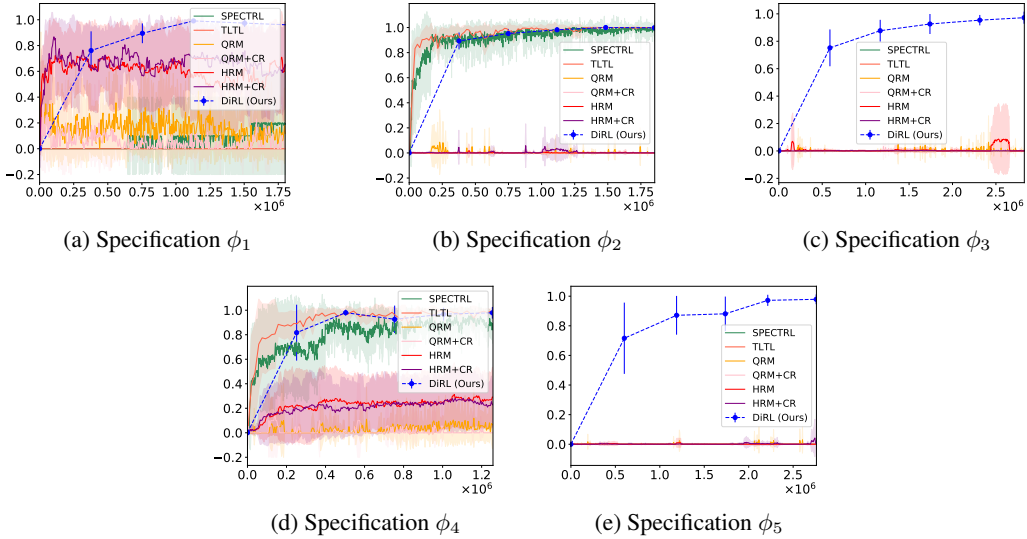 1.0
0.8
0.6
0.4
0.2
0.0
−0.2
SPECTRL
TLTL
QRM
QRM+CR
HRM
HRM+CR
DiRL (Ours)
0.00 0.25 0.50 0.75 1.00 1.25 1.50 1.75
×10⁶
(a) Specification ϕ₁
1.0
0.8
0.6
0.4
0.2
0.0
−0.2
SPECTRL
TLTL
QRM
QRM+CR
HRM
HRM+CR
DiRL (Ours)
0.00 0.25 0.50 0.75 1.00 1.25 1.50 1.75
×10⁶
(b) Specification ϕ₂
1.0
0.8
0.6
0.4
0.2
0.0
−0.2
SPECTRL
TLTL
QRM
QRM+CR
HRM
HRM+CR
DiRL (Ours)
0.0 0.5 1.0 1.5 2.0 2.5
×10⁶
(c) Specification ϕ₃
1.0
0.8
0.6
0.4
0.2
0.0
−0.2
SPECTRL
TLTL
QRM
QRM+CR
HRM
HRM+CR
DiRL (Ours)
0.0 0.2 0.4 0.6 0.8 1.0 1.2
×10⁶
(d) Specification ϕ₄
1.0
0.8
0.6
0.4
0.2
0.0
SPECTRL
TLTL
QRM
QRM+CR
HRM
HRM+CR
DiRL (Ours)
0.0 0.5 1.0 1.5 2.0 2.5
×10⁶
(e) Specification ϕ₅